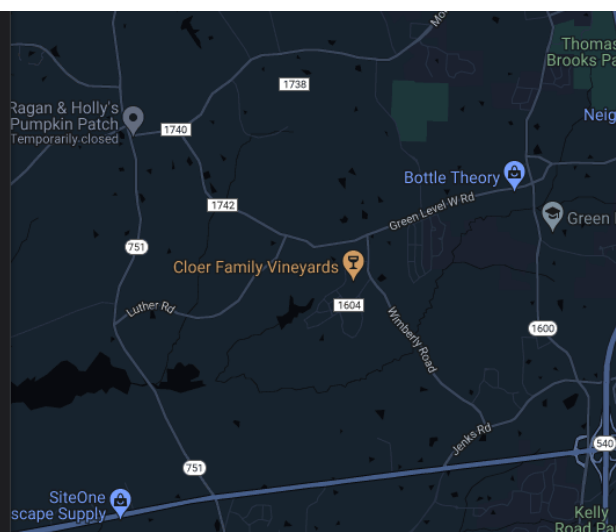 Mo
1738
Thomas
Brooks Pa
Ragan & Holly's
Pumpkin Patch
Temporarily closed
1740
Neig
Bottle Theory
1742
Green Level W Rd
Green
751
Cloer Family Vineyards
Luther Rd
1604
Wimberly Road
1600
Jenks Rd
540
751
SiteOne
scape Supply
Kelly
Road Pa